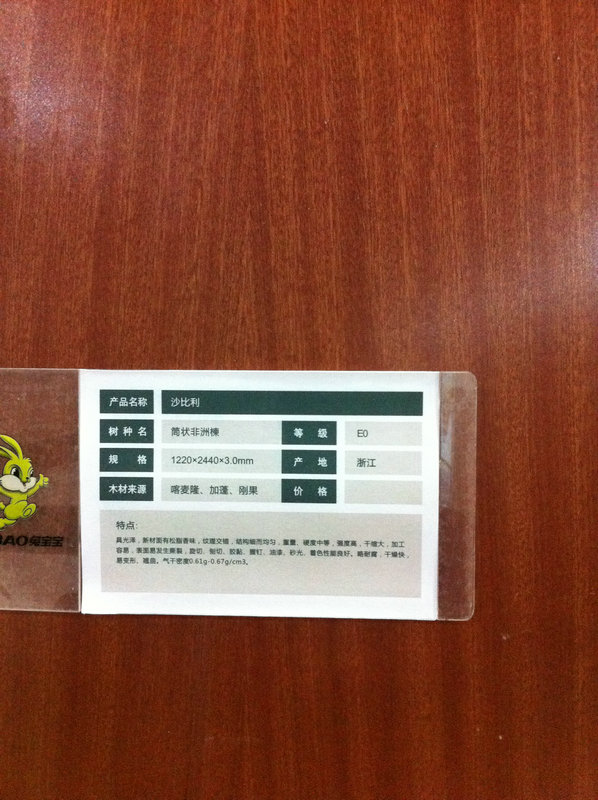 产品名称 沙比利
树种名 筒状非洲楝 等级 E0
规格 1220×2440×3.0mm 产地 浙江
木材来源 喀麦隆、加蓬、刚果 价格
特点:
具光泽，新材面有松脂香味，纹理交错，结构细而均匀，重量、硬度中等，强度高，干缩大，加工
容易，表面易发生撕裂，旋切、刨切、胶黏、握钉、油漆、砂光、着色性能良好。略耐腐，干燥快，
易变形、翘曲。气干密度0.61g-0.67g/cm3。
BAO兔宝宝